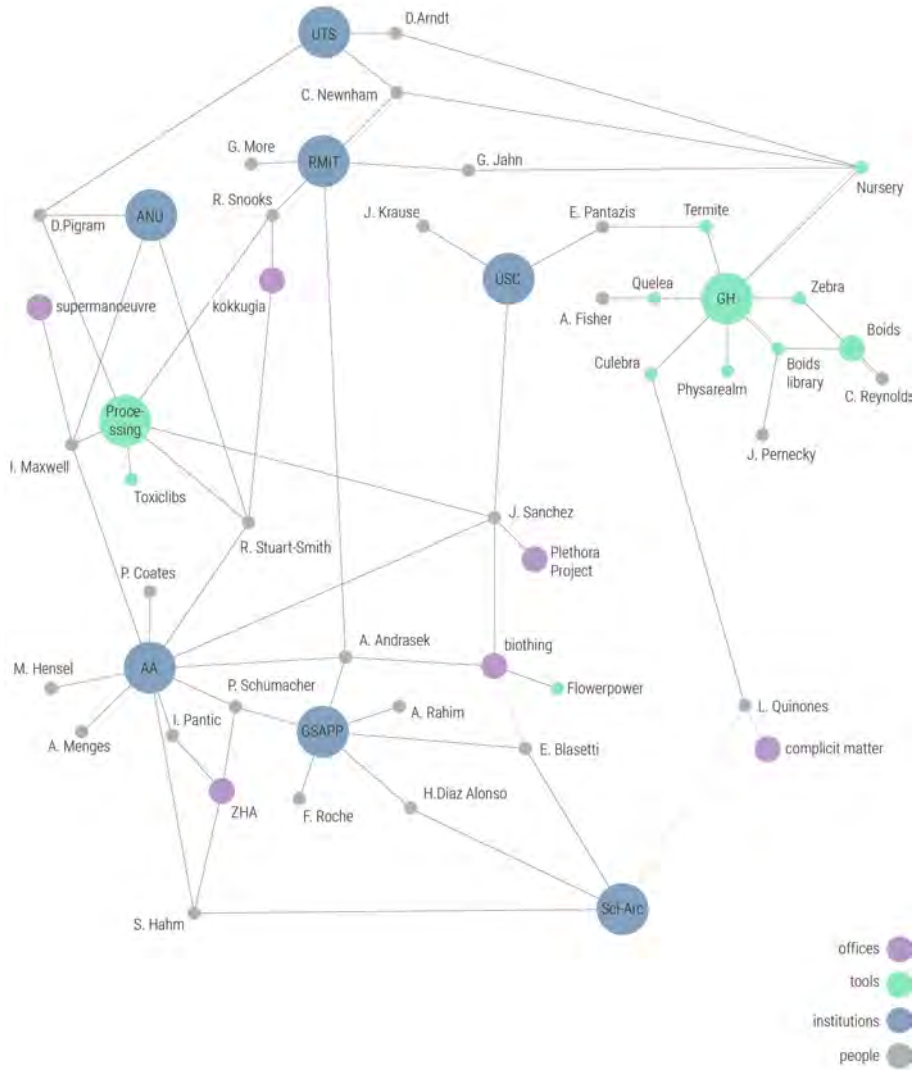 D.Arndt
UTS
C. Newnham
G. More
RMiT
G. Jahn
Nursery
R. Snooks
ANU
D.Pigram
J. Krause
E. Pantazis
Termite
USC
supermanoeuvre
kokkugia
Quelea
GH
Zebra
A. Fisher
Boids
Culebra
Physarealm
Boids
library
C. Reynolds
Proce-
ssing
J. Pernecky
I. Maxwell
Toxiclibs
J. Sanchez
R. Stuart-Smith
Plethora
Project
P. Coates
A. Andrasek
biothing
M. Hensel
AA
P. Schumacher
Flowerpower
A. Rahim
L. Quinones
I. Pantic
GSAPP
A. Menges
E. Blasetti
complicit matter
H.Diaz Alonso
ZHA
F. Roche
S. Hahm
Sci-Arc
offices
tools
institutions
people